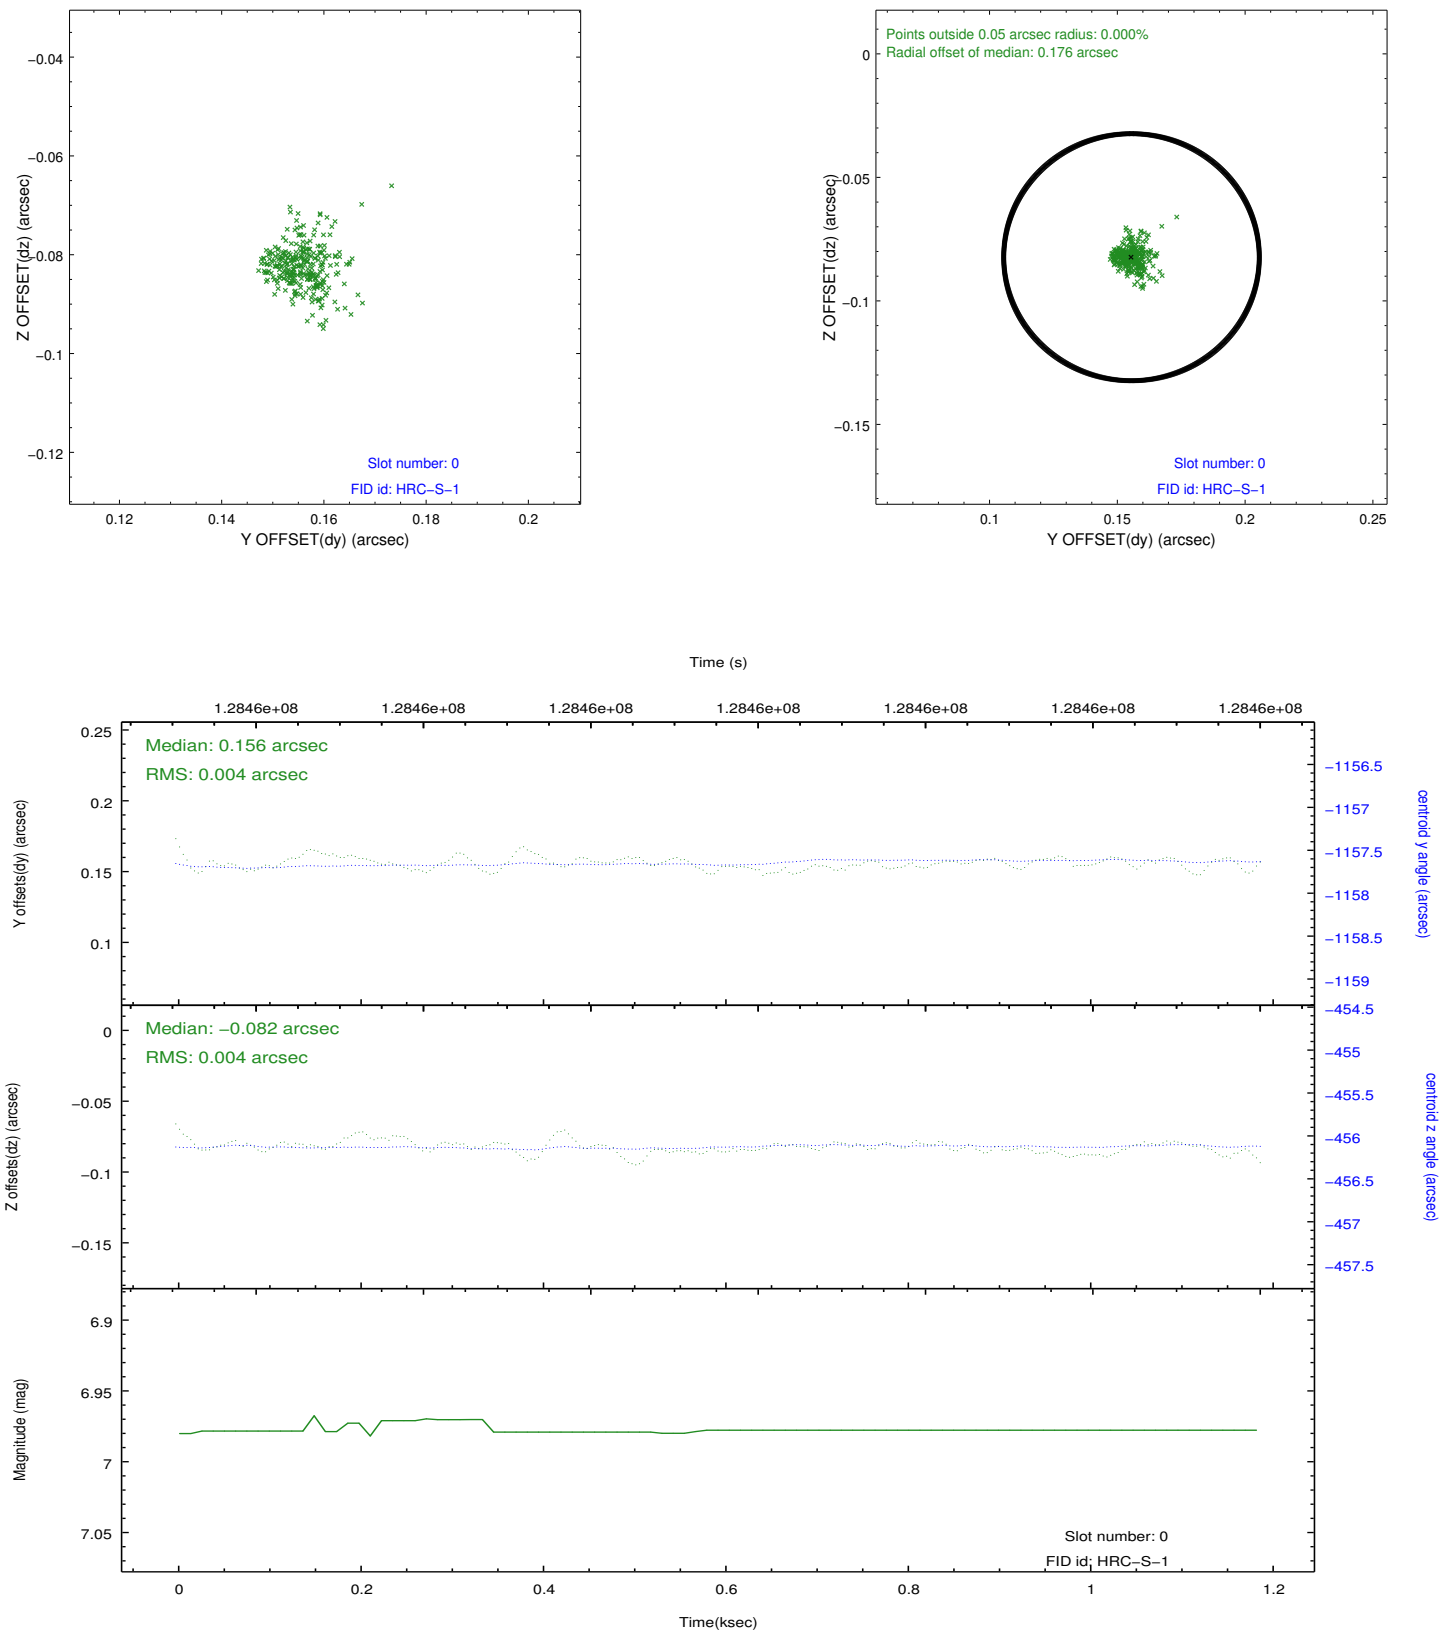 −0.04
−0.06
−0.08
−0.1
−0.12
Z OFFSET(dz) (arcsec)
Slot number: 0
FID id: HRC−S−1
0.12
0.14
0.16
0.18
0.2
Y OFFSET(dy) (arcsec)
Points outside 0.05 arcsec radius: 0.000%
Radial offset of median: 0.176 arcsec
0
−0.05
−0.1
−0.15
Z OFFSET(dz) (arcsec)
Slot number: 0
FID id: HRC−S−1
0.1
0.15
0.2
0.25
Y OFFSET(dy) (arcsec)
Time (s)
1.2846e+08
1.2846e+08
1.2846e+08
1.2846e+08
1.2846e+08
1.2846e+08
1.2846e+08
Median: 0.156 arcsec
RMS: 0.004 arcsec
0.25
0.2
0.15
0.1
Y offsets(dy) (arcsec)
−1156.5
−1157
−1157.5
−1158
−1158.5
−1159
centroid y angle (arcsec)
Median: −0.082 arcsec
RMS: 0.004 arcsec
0
−0.05
−0.1
−0.15
Z offsets(dz) (arcsec)
−454.5
−455
−455.5
−456
−456.5
−457
−457.5
centroid z angle (arcsec)
6.9
6.95
7
7.05
Magnitude (mag)
Slot number: 0
FID id: HRC−S−1
0
0.2
0.4
0.6
0.8
1
1.2
Time(ksec)